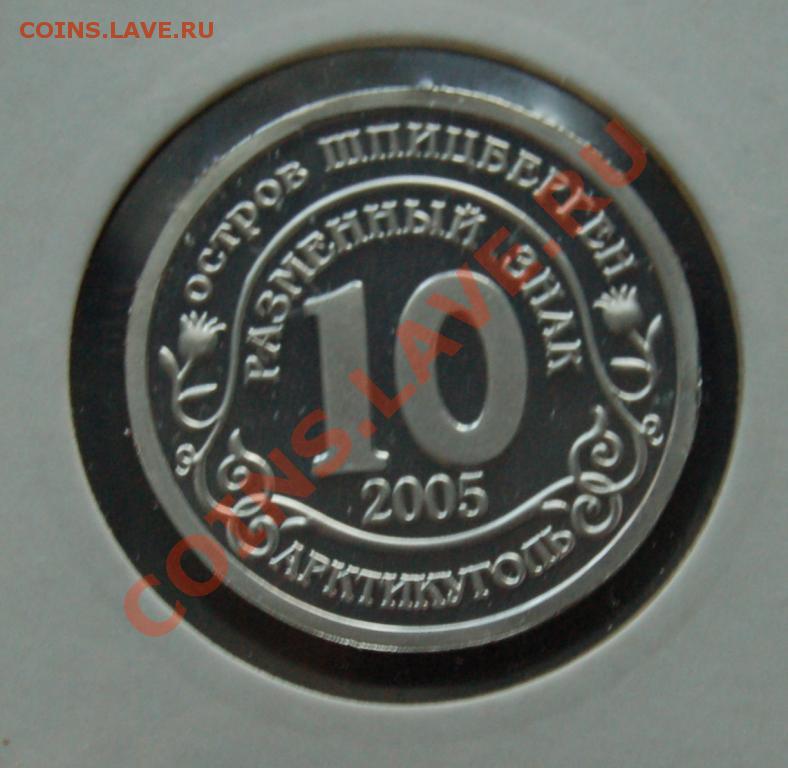 COINS.LAVE.RU
ОСТРОВ ШПИЦБЕРГЕН
РАЗМЕННЫЙ ЗНАК
10
2005
АРКТИКУГОЛЬ
COINS.LAVE.RU